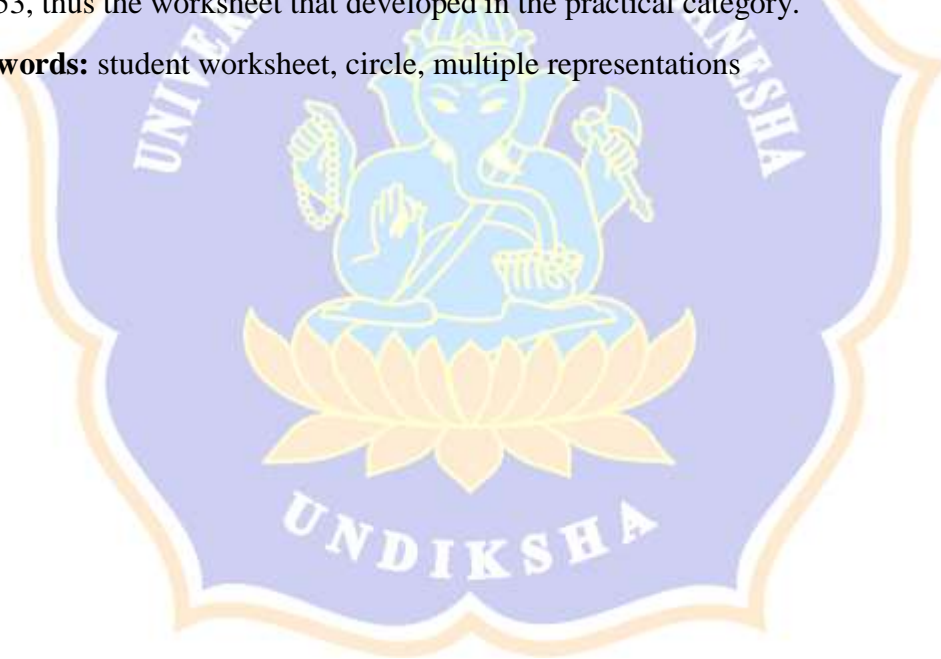 53, thus the worksheet that developed in the practical category.
words: student worksheet, circle, multiple representations
UNDIKSHA